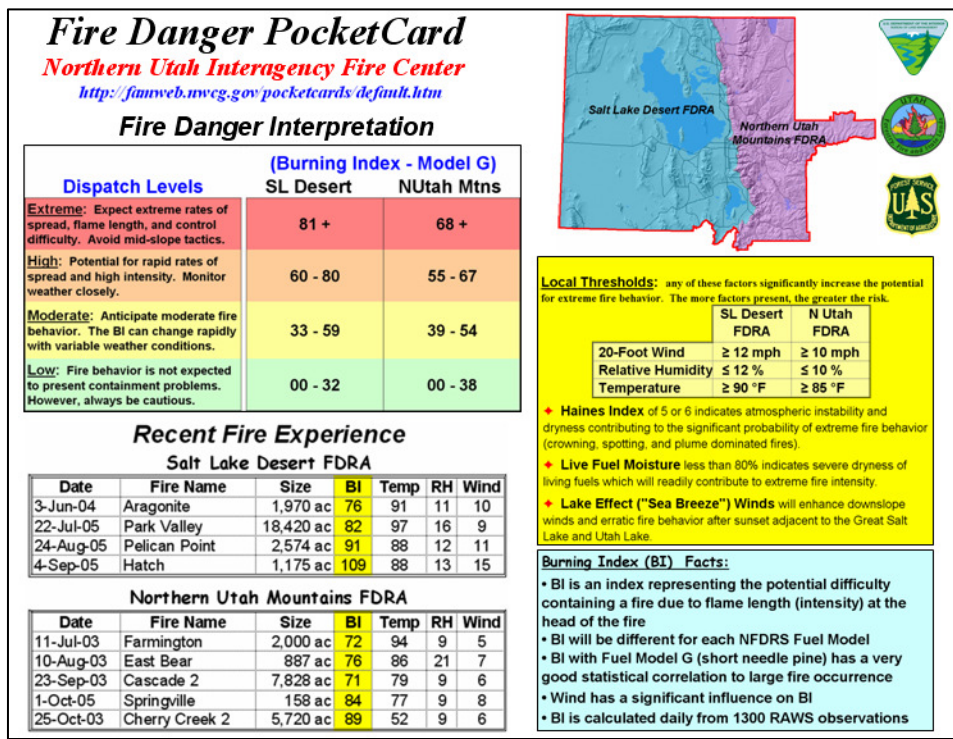 Fire Danger PocketCard
Northern Utah Interagency Fire Center
http://famweb.nwcg.gov/pocketcards/default.htm
Fire Danger Interpretation
(Burning Index - Model G)
Dispatch Levels SL Desert NUtah Mtns
Extreme: Expect extreme rates of
spread, flame length, and control
difficulty. Avoid mid-slope tactics.
81 + 68 +
High: Potential for rapid rates of
spread and high intensity. Monitor
weather closely.
60 - 80 55 - 67
Moderate: Anticipate moderate fire
behavior. The BI can change rapidly
with variable weather conditions.
33 - 59 39 - 54
Low: Fire behavior is not expected
to present containment problems.
However, always be cautious.
00 - 32 00 - 38
Recent Fire Experience
Salt Lake Desert FDRA
Date Fire Name Size BI Temp RH Wind
3-Jun-04 Aragonite 1,970 ac 76 91 11 10
22-Jul-05 Park Valley 18,420 ac 82 97 16 9
24-Aug-05 Pelican Point 2,574 ac 91 88 12 11
4-Sep-05 Hatch 1,175 ac 109 88 13 15
Northern Utah Mountains FDRA
Date Fire Name Size BI Temp RH Wind
11-Jul-03 Farmington 2,000 ac 72 94 9 5
10-Aug-03 East Bear 887 ac 76 86 21 7
23-Sep-03 Cascade 2 7,828 ac 71 79 9 6
1-Oct-05 Springville 158 ac 84 77 9 8
25-Oct-03 Cherry Creek 2 5,720 ac 89 52 9 6
Salt Lake Desert FDRA
Northern Utah
Mountains FDRA
UTAH
FOREST SERVICE
U S
DEPARTMENT OF AGRICULTURE
Local Thresholds: any of these factors significantly increase the potential
for extreme fire behavior. The more factors present, the greater the risk.
SL Desert N Utah
FDRA FDRA
20-Foot Wind ≥ 12 mph ≥ 10 mph
Relative Humidity ≤ 12 % ≤ 10 %
Temperature ≥ 90 °F ≥ 85 °F
Haines Index of 5 or 6 indicates atmospheric instability and
dryness contributing to the significant probability of extreme fire behavior
(crowning, spotting, and plume dominated fires).
Live Fuel Moisture less than 80% indicates severe dryness of
living fuels which will readily contribute to extreme fire intensity.
Lake Effect ("Sea Breeze") Winds will enhance downslope
winds and erratic fire behavior after sunset adjacent to the Great Salt
Lake and Utah Lake.
Burning Index (BI) Facts:
• BI is an index representing the potential difficulty
containing a fire due to flame length (intensity) at the
head of the fire
• BI will be different for each NFDRS Fuel Model
• BI with Fuel Model G (short needle pine) has a very
good statistical correlation to large fire occurrence
• Wind has a significant influence on BI
• BI is calculated daily from 1300 RAWS observations